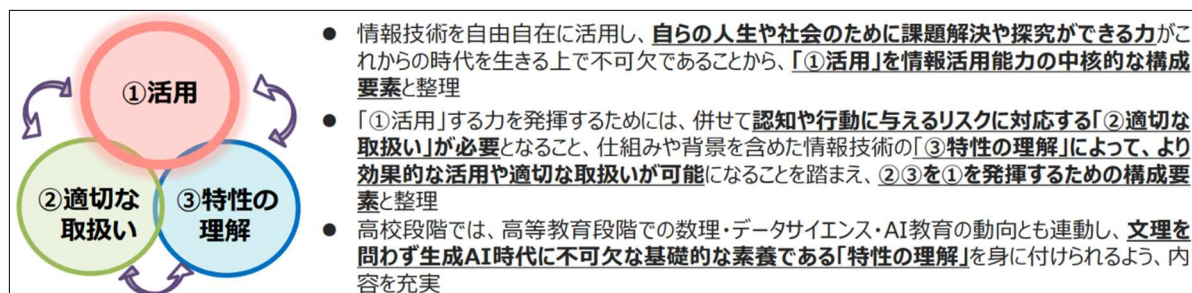 ①活用
②適切な
取扱い
③特性の
理解
● 情報技術を自由自在に活用し、自らの人生や社会のために課題解決や探究ができる力がこ
れからの時代を生きる上で不可欠であることから、「①活用」を情報活用能力の中核的な構成
要素と整理
● 「①活用」する力を発揮するためには、併せて認知や行動に与えるリスクに対応する「②適切な
取扱い」が必要となること、仕組みや背景を含めた情報技術の「③特性の理解」によって、より
効果的な活用や適切な取扱いが可能になることを踏まえ、②③を①を発揮するための構成要
素と整理
● 高校段階では、高等教育段階での数理・データサイエンス・AI教育の動向とも連動し、文理を
問わず生成AI時代に不可欠な基礎的な素養である「特性の理解」を身に付けられるよう、内
容を充実